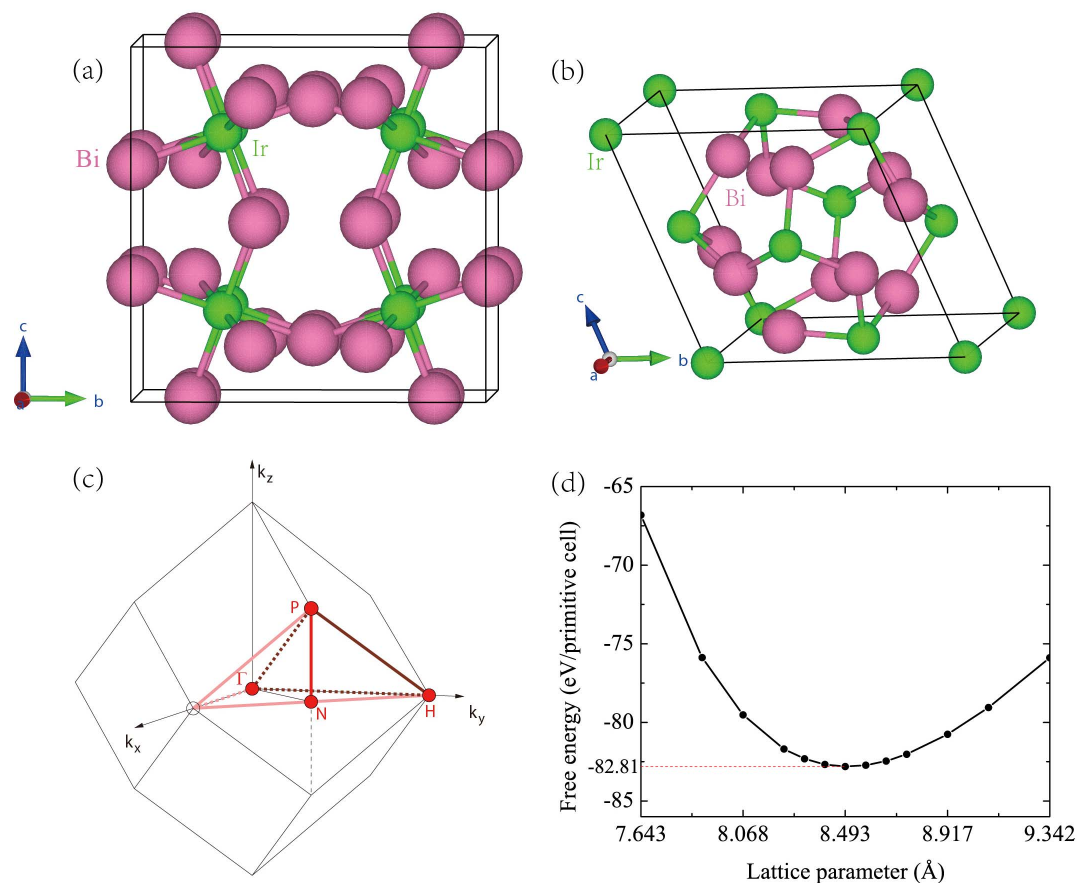 (a)
Bi
Ir
c
a
b
(b)
Ir
Bi
c
b
a
(c)
k_z
P
Γ
N
H
k_x
k_y
(d)
Free energy (eV/primitive cell)
-65
-70
-75
-80
-82.81
-85
7.643 8.068 8.493 8.917 9.342
Lattice parameter (Å)